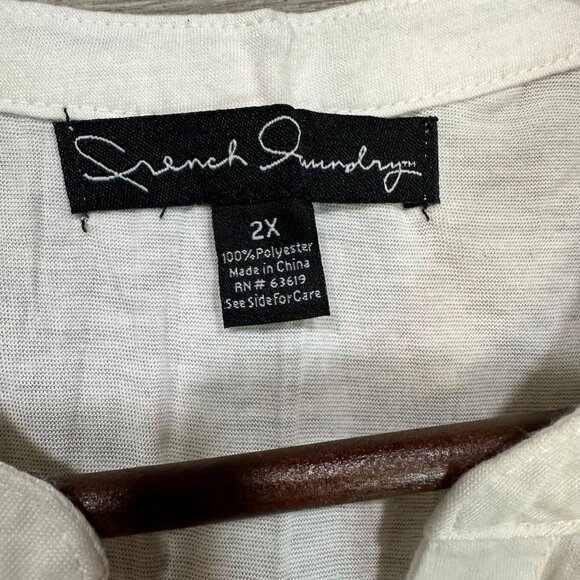 French Laundry™
2X
100% Polyester
Made in China
RN# 63619
See Side For Care